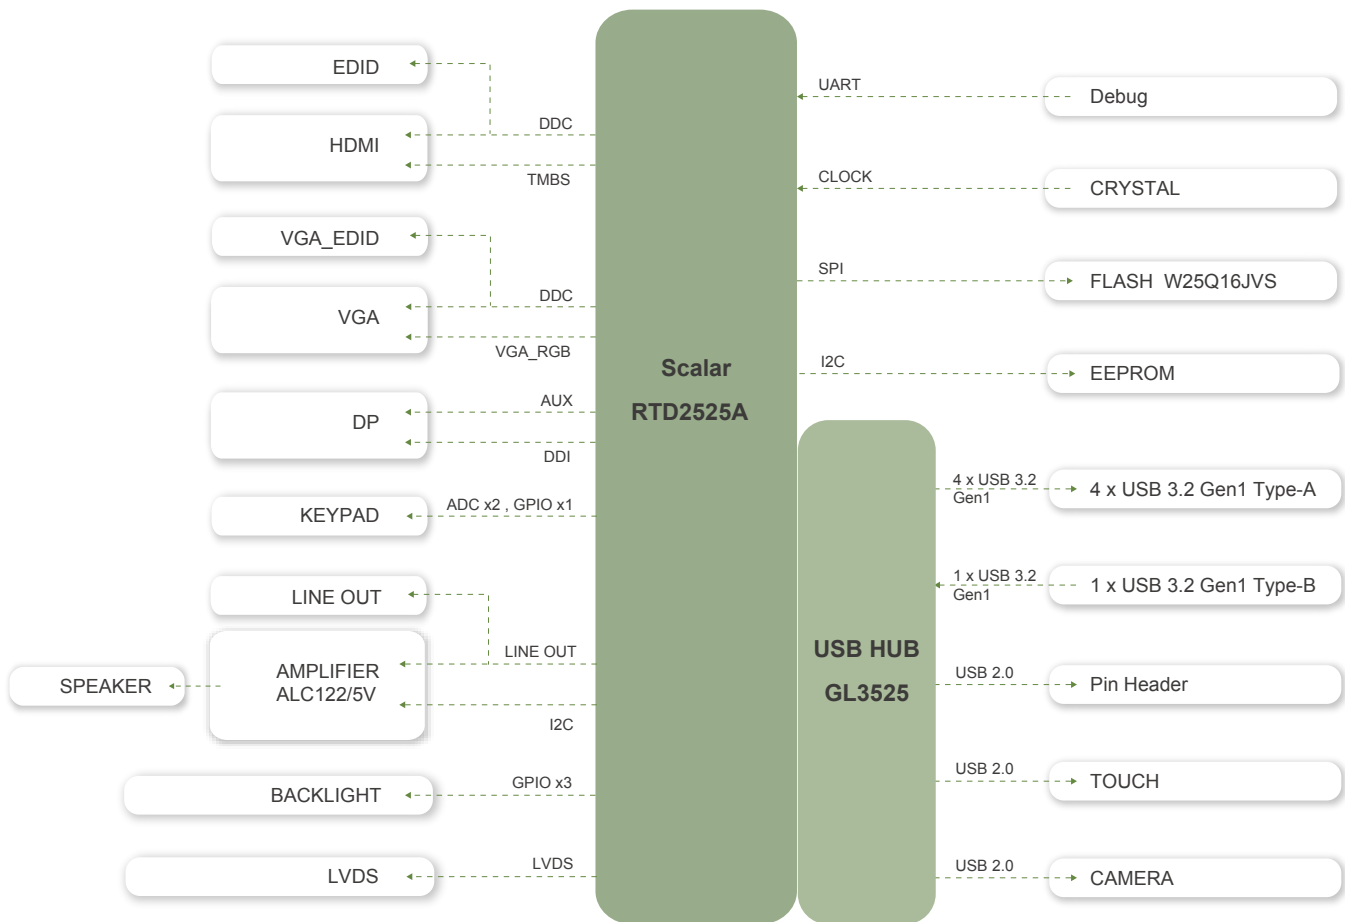 EDID
HDMI
DDC
TMBS
VGA_EDID
VGA
DDC
VGA_RGB
DP
AUX
DDI
KEYPAD
ADC x2 , GPIO x1
LINE OUT
LINE OUT
AMPLIFIER
ALC122/5V
I2C
SPEAKER
BACKLIGHT
GPIO x3
LVDS
LVDS
Scalar
RTD2525A
UART
Debug
CLOCK
CRYSTAL
SPI
FLASH W25Q16JVS
I2C
EEPROM
USB HUB
GL3525
4 x USB 3.2
Gen1
4 x USB 3.2 Gen1 Type-A
1 x USB 3.2
Gen1
1 x USB 3.2 Gen1 Type-B
USB 2.0
Pin Header
USB 2.0
TOUCH
USB 2.0
CAMERA